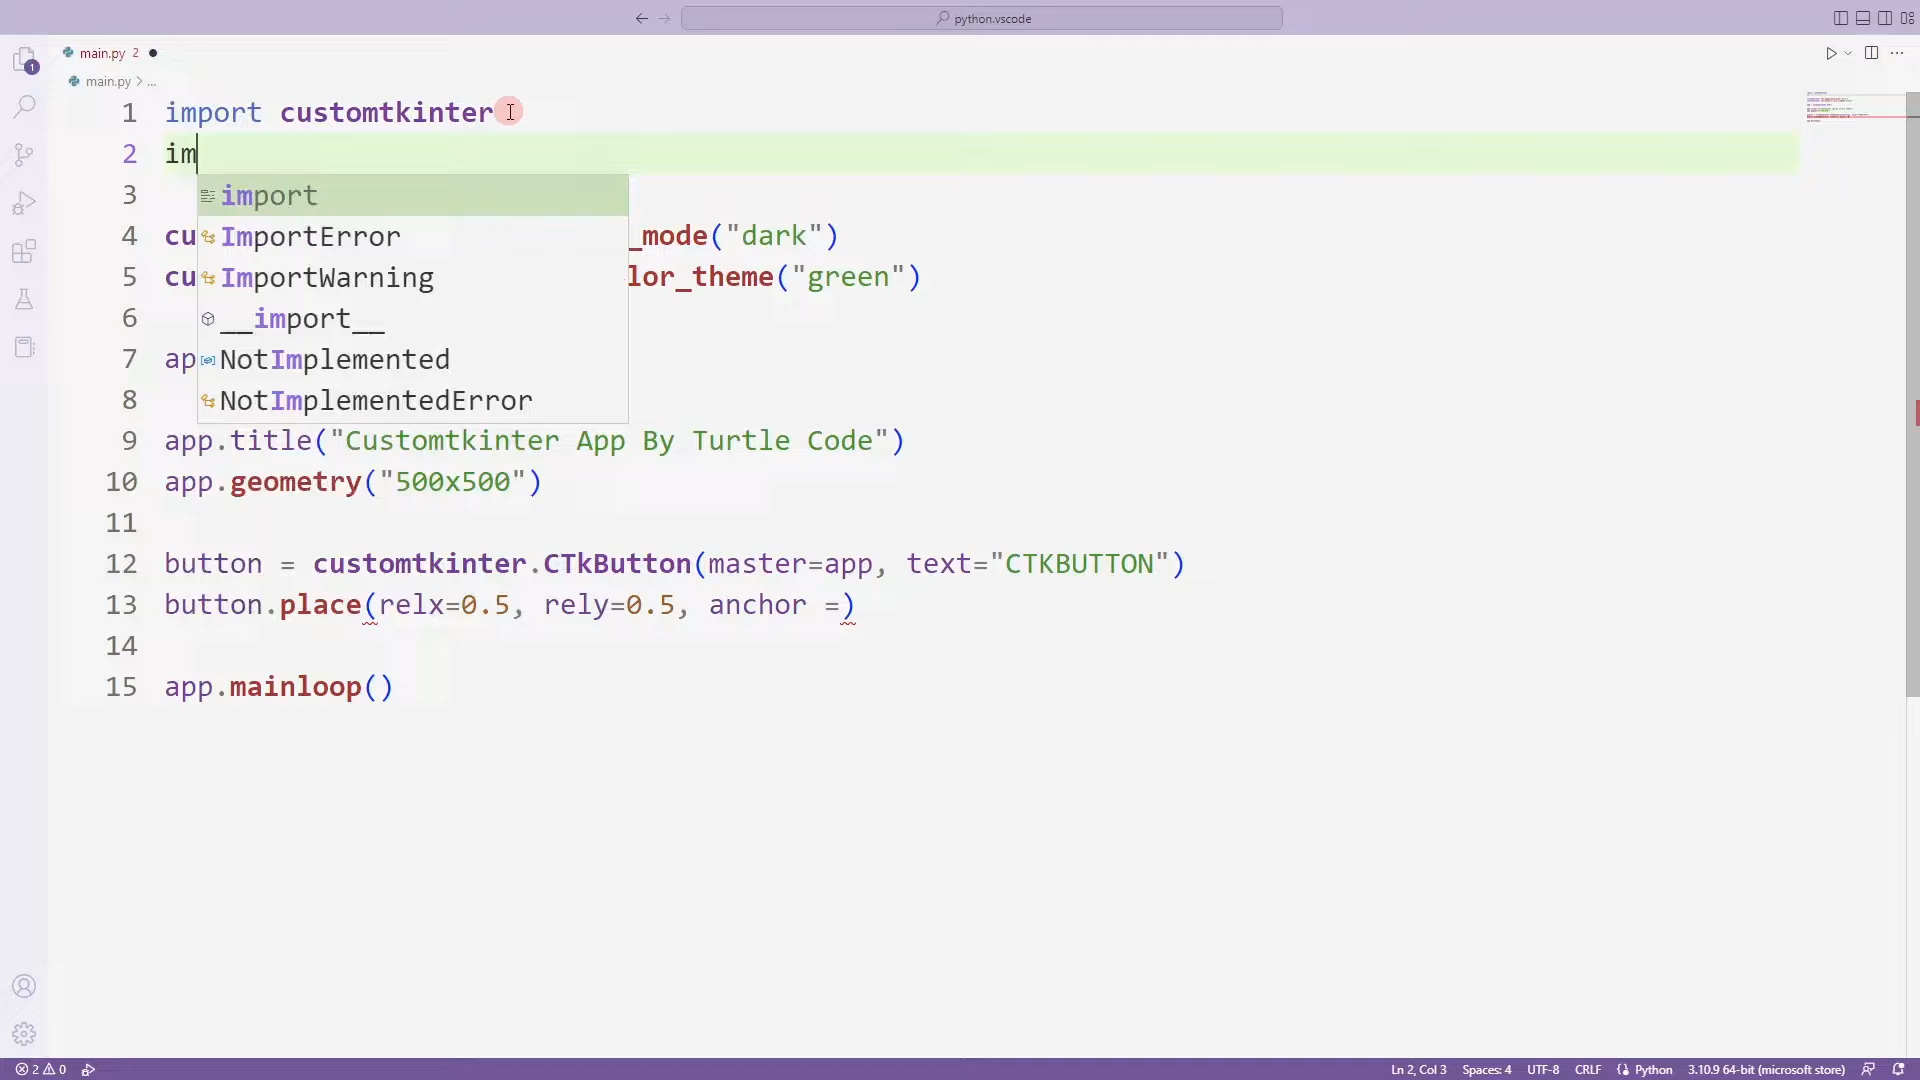 python.vscode
main.py 2
main.py > ...
1 import customtkinter
2 im
import
3
ImportError
4 cu _mode("dark")
ImportWarning
5 cu lor_theme("green")
__import__
6
NotImplemented
7 ap
NotImplementedError
8
9 app.title("Customtkinter App By Turtle Code")
10 app.geometry("500x500")
11
12 button = customtkinter.CTkButton(master=app, text="CTKBUTTON")
13 button.place(relx=0.5, rely=0.5, anchor =)
14
15 app.mainloop()
1
2 0 Ln 2, Col 3 Spaces: 4 UTF-8 CRLF Python 3.10.9 64-bit (microsoft store)